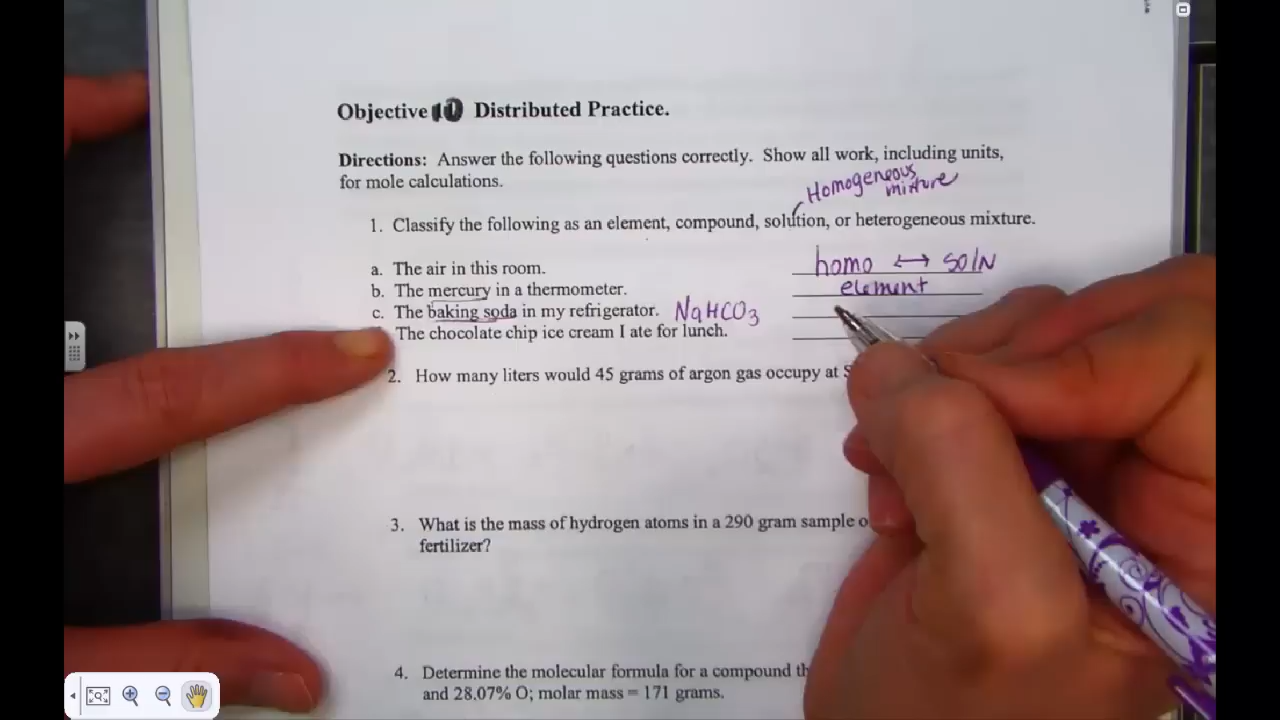 Objective 10 Distributed Practice.
Directions: Answer the following questions correctly. Show all work, including units,
for mole calculations.
Homogeneous
mixture
1. Classify the following as an element, compound, solution, or heterogeneous mixture.
a. The air in this room. homo ↔ soln
b. The mercury in a thermometer. element
c. The baking soda in my refrigerator. NaHCO3
The chocolate chip ice cream I ate for lunch.
2. How many liters would 45 grams of argon gas occupy at S
3. What is the mass of hydrogen atoms in a 290 gram sample o
fertilizer?
4. Determine the molecular formula for a compound th
and 28.07% O; molar mass = 171 grams.